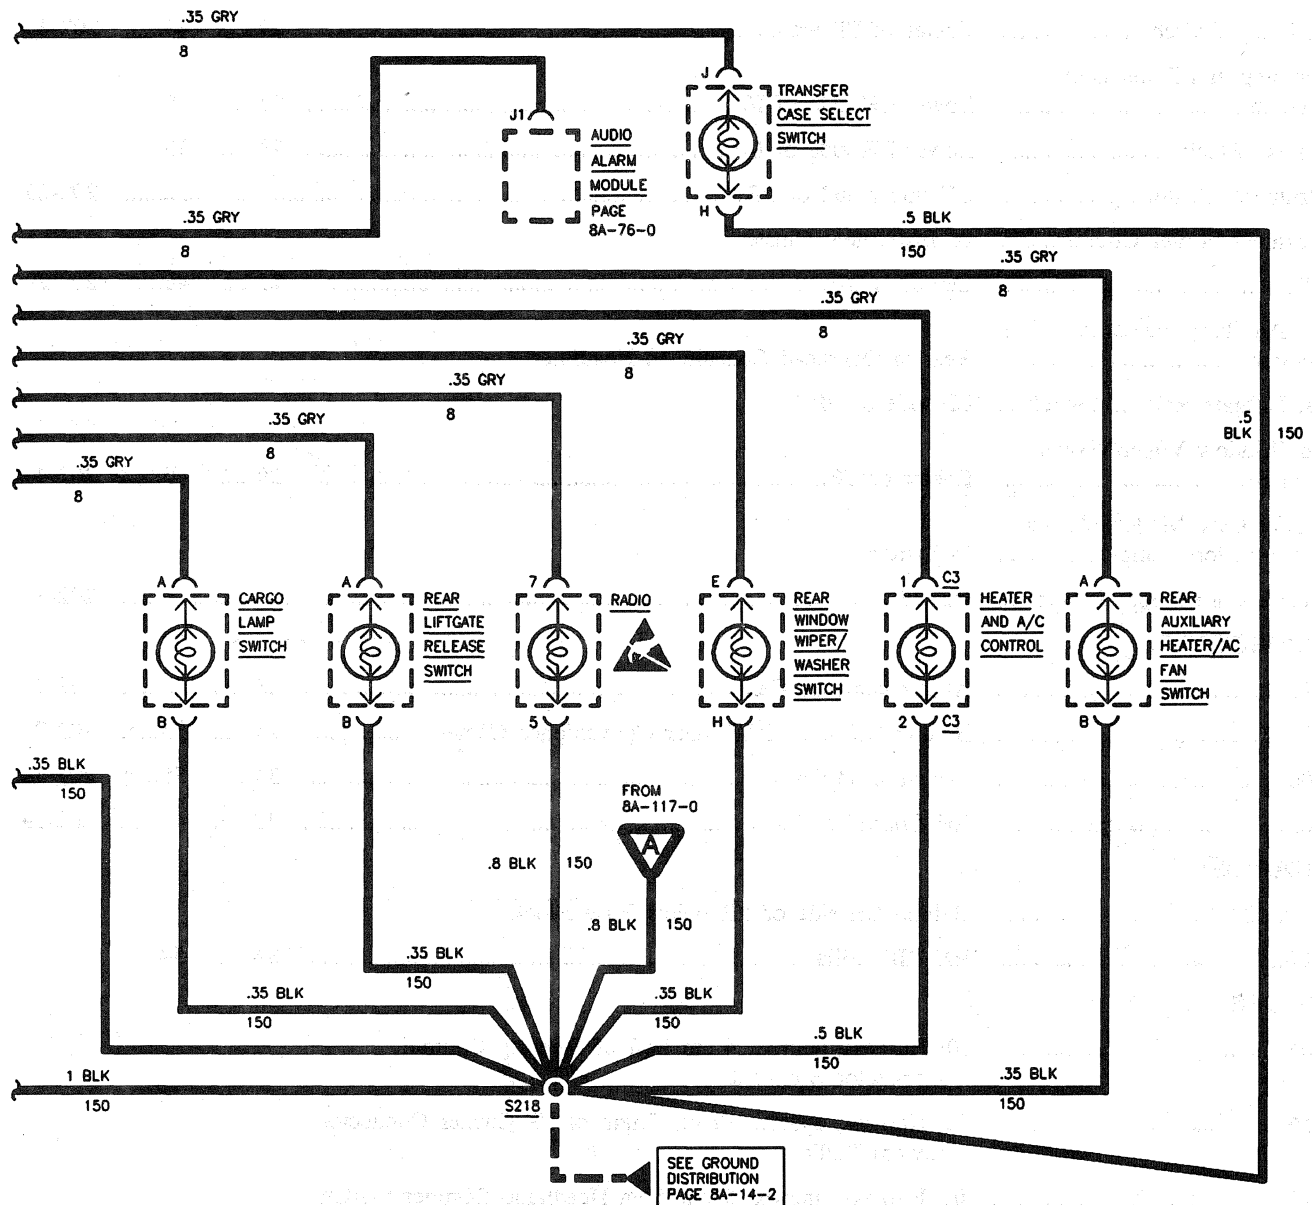 .35 GRY
8
J
TRANSFER
CASE SELECT
SWITCH
J1
AUDIO
ALARM
MODULE
PAGE
8A-76-0
H
.35 GRY
8
.5 BLK
150
.35 GRY
8
.35 GRY
8
.35 GRY
8
.35 GRY
8
.35 GRY
8
.35 GRY
8
.5
BLK
150
A
CARGO
LAMP
SWITCH
B
A
REAR
LIFTGATE
RELEASE
SWITCH
B
7
RADIO
5
E
REAR
WINDOW
WIPER/
WASHER
SWITCH
H
1
C3
HEATER
AND A/C
CONTROL
2
C3
A
REAR
AUXILIARY
HEATER/AC
FAN
SWITCH
B
.35 BLK
150
FROM
8A-117-0
A
.8 BLK
150
.8 BLK
150
.35 BLK
150
.35 BLK
150
.35 BLK
150
.5 BLK
150
.35 BLK
150
1 BLK
150
S218
SEE GROUND
DISTRIBUTION
PAGE 8A-14-2